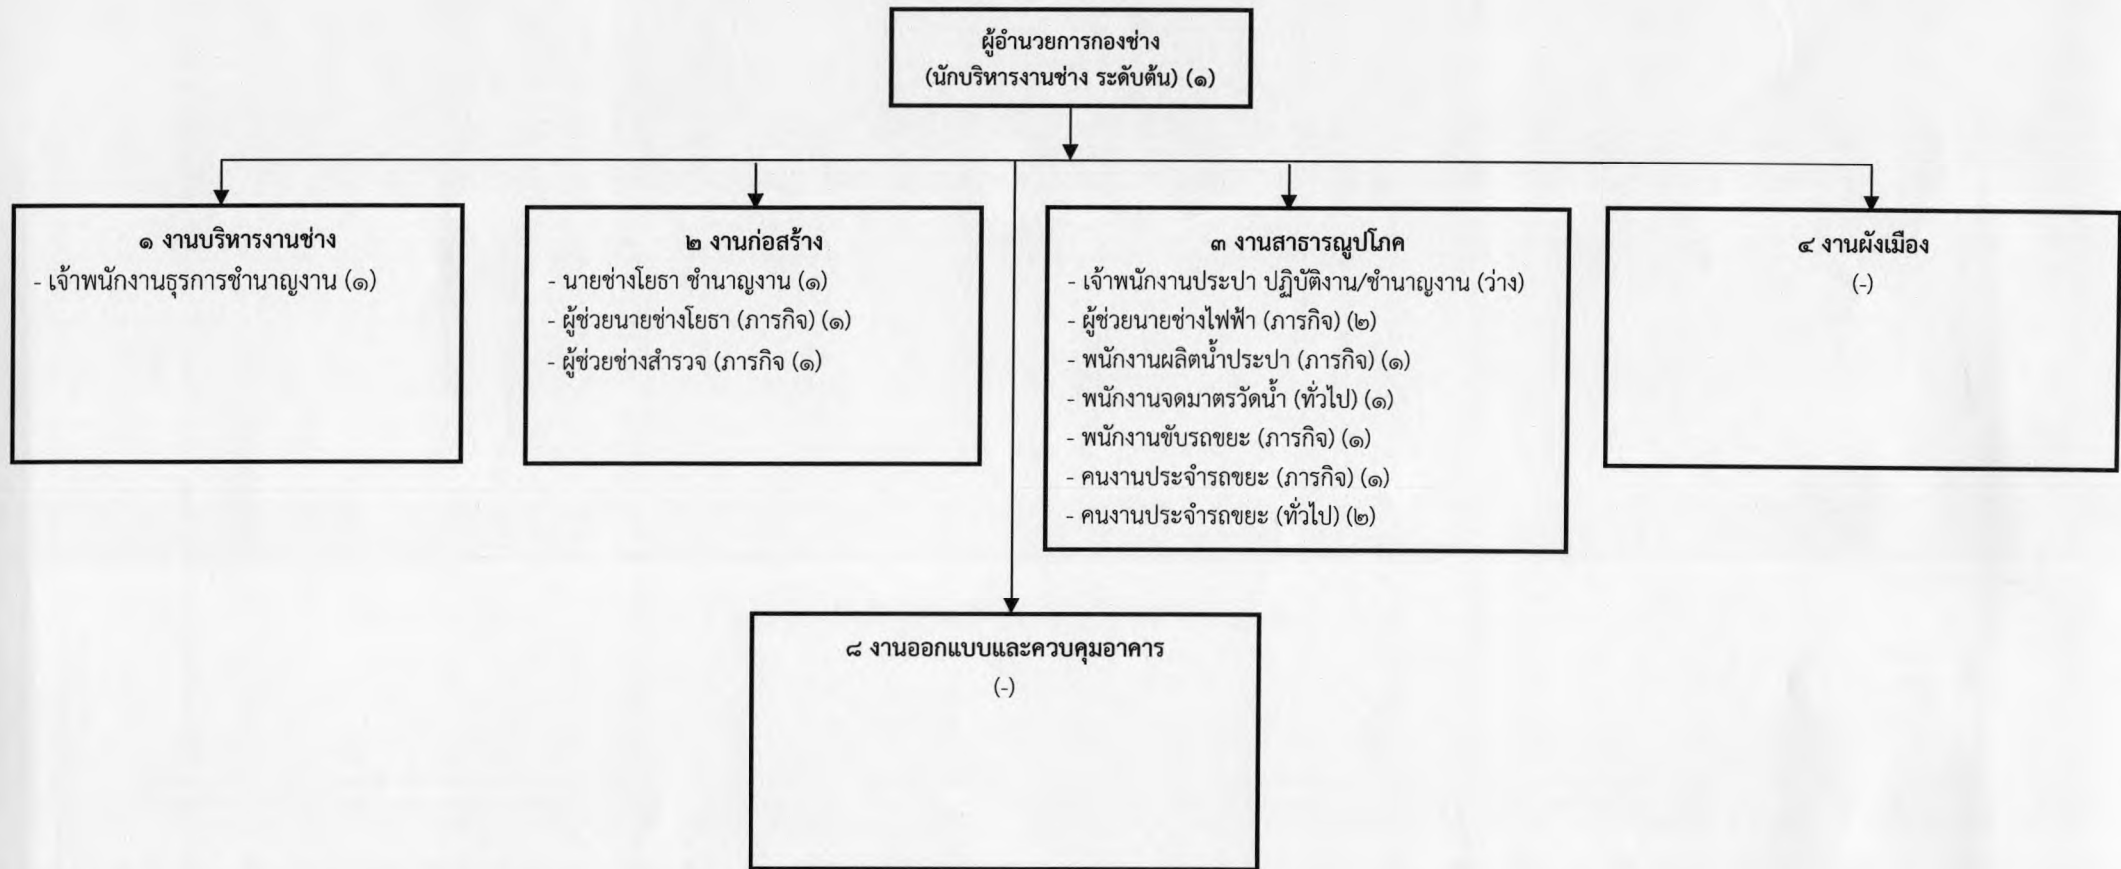 ผู้อำนวยการกองช่าง
(นักบริหารงานช่าง ระดับต้น) (๑)
๑ งานบริหารงานช่าง
- เจ้าพนักงานธุรการชำนาญงาน (๑)
๒ งานก่อสร้าง
- นายช่างโยธา ชำนาญงาน (๑)
- ผู้ช่วยนายช่างโยธา (ภารกิจ) (๑)
- ผู้ช่วยช่างสำรวจ (ภารกิจ (๑)
๓ งานสาธารณูปโภค
- เจ้าพนักงานประปา ปฏิบัติงาน/ชำนาญงาน (ว่าง)
- ผู้ช่วยนายช่างไฟฟ้า (ภารกิจ) (๒)
- พนักงานผลิตน้ำประปา (ภารกิจ) (๑)
- พนักงานจดมาตรวัดน้ำ (ทั่วไป) (๑)
- พนักงานขับรถขยะ (ภารกิจ) (๑)
- คนงานประจำรถขยะ (ภารกิจ) (๑)
- คนงานประจำรถขยะ (ทั่วไป) (๒)
๔ งานผังเมือง
(-)
๘ งานออกแบบและควบคุมอาคาร
(-)